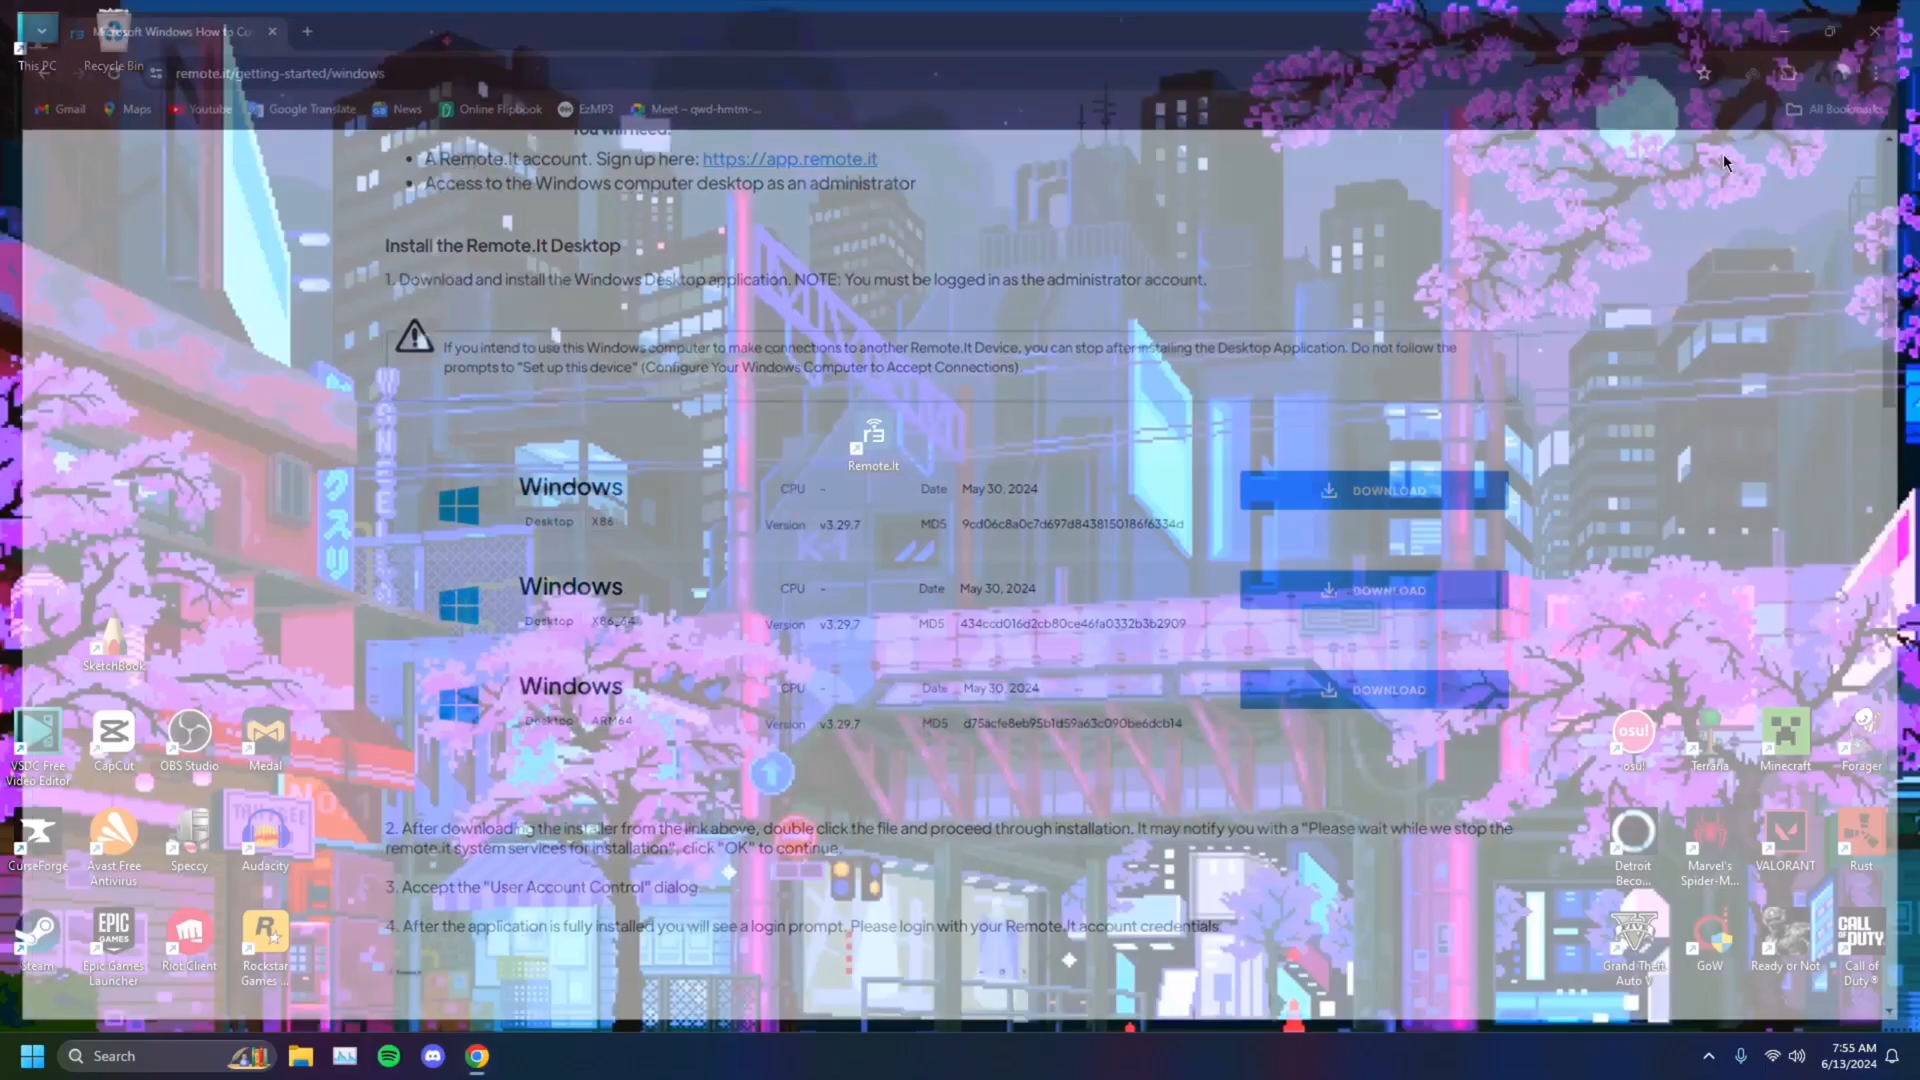 Microsoft Windows How to Co
remote.it/getting-started/windows
Gmail
Maps
Youtube
Google Translate
News
Online Flipbook
EzMP3
Meet – qwd-hmtm-...
All Bookmarks
This PC
Recycle Bin
You will need:
A Remote.It account. Sign up here: https://app.remote.it
Access to the Windows computer desktop as an administrator
Install the Remote.It Desktop
1. Download and install the Windows Desktop application. NOTE: You must be logged in as the administrator account.
If you intend to use this Windows computer to make connections to another Remote.It Device, you can stop after installing the Desktop Application. Do not follow the
prompts to "Set up this device" (Configure Your Windows Computer to Accept Connections)
r3
Remote.It
Windows
Desktop X86
CPU -
Date May 30, 2024
Version v3.29.7
MD5 9cd06c8a0c7d697d8438150186f6334d
DOWNLOAD
Windows
Desktop X86_64
CPU -
Date May 30, 2024
Version v3.29.7
MD5 434ccd016d2cb80ce46fa0332b3b2909
DOWNLOAD
Windows
Desktop ARM64
CPU -
Date May 30, 2024
Version v3.29.7
MD5 d75acfe8eb95b1d59a63c090be6dcb14
DOWNLOAD
2. After downloading the installer from the link above, double click the file and proceed through installation. It may notify you with a "Please wait while we stop the
remote.it system services for installation", click "OK" to continue.
3. Accept the "User Account Control" dialog
4. After the application is fully installed you will see a login prompt. Please login with your Remote.It account credentials
SketchBook
VSDC Free
Video Editor
CapCut
OBS Studio
Medal
CurseForge
Avast Free
Antivirus
Speccy
Audacity
Steam
EPIC
GAMES
Epic Games
Launcher
Riot Client
Rockstar
Games ...
osu!
osu!
Terraria
Minecraft
Forager
Detroit
Beco...
Marvel's
Spider-M...
VALORANT
Rust
Grand Theft
Auto V
GoW
Ready or Not
CALL
OF DUTY
Call of
Duty®
Search
7:55 AM
6/13/2024